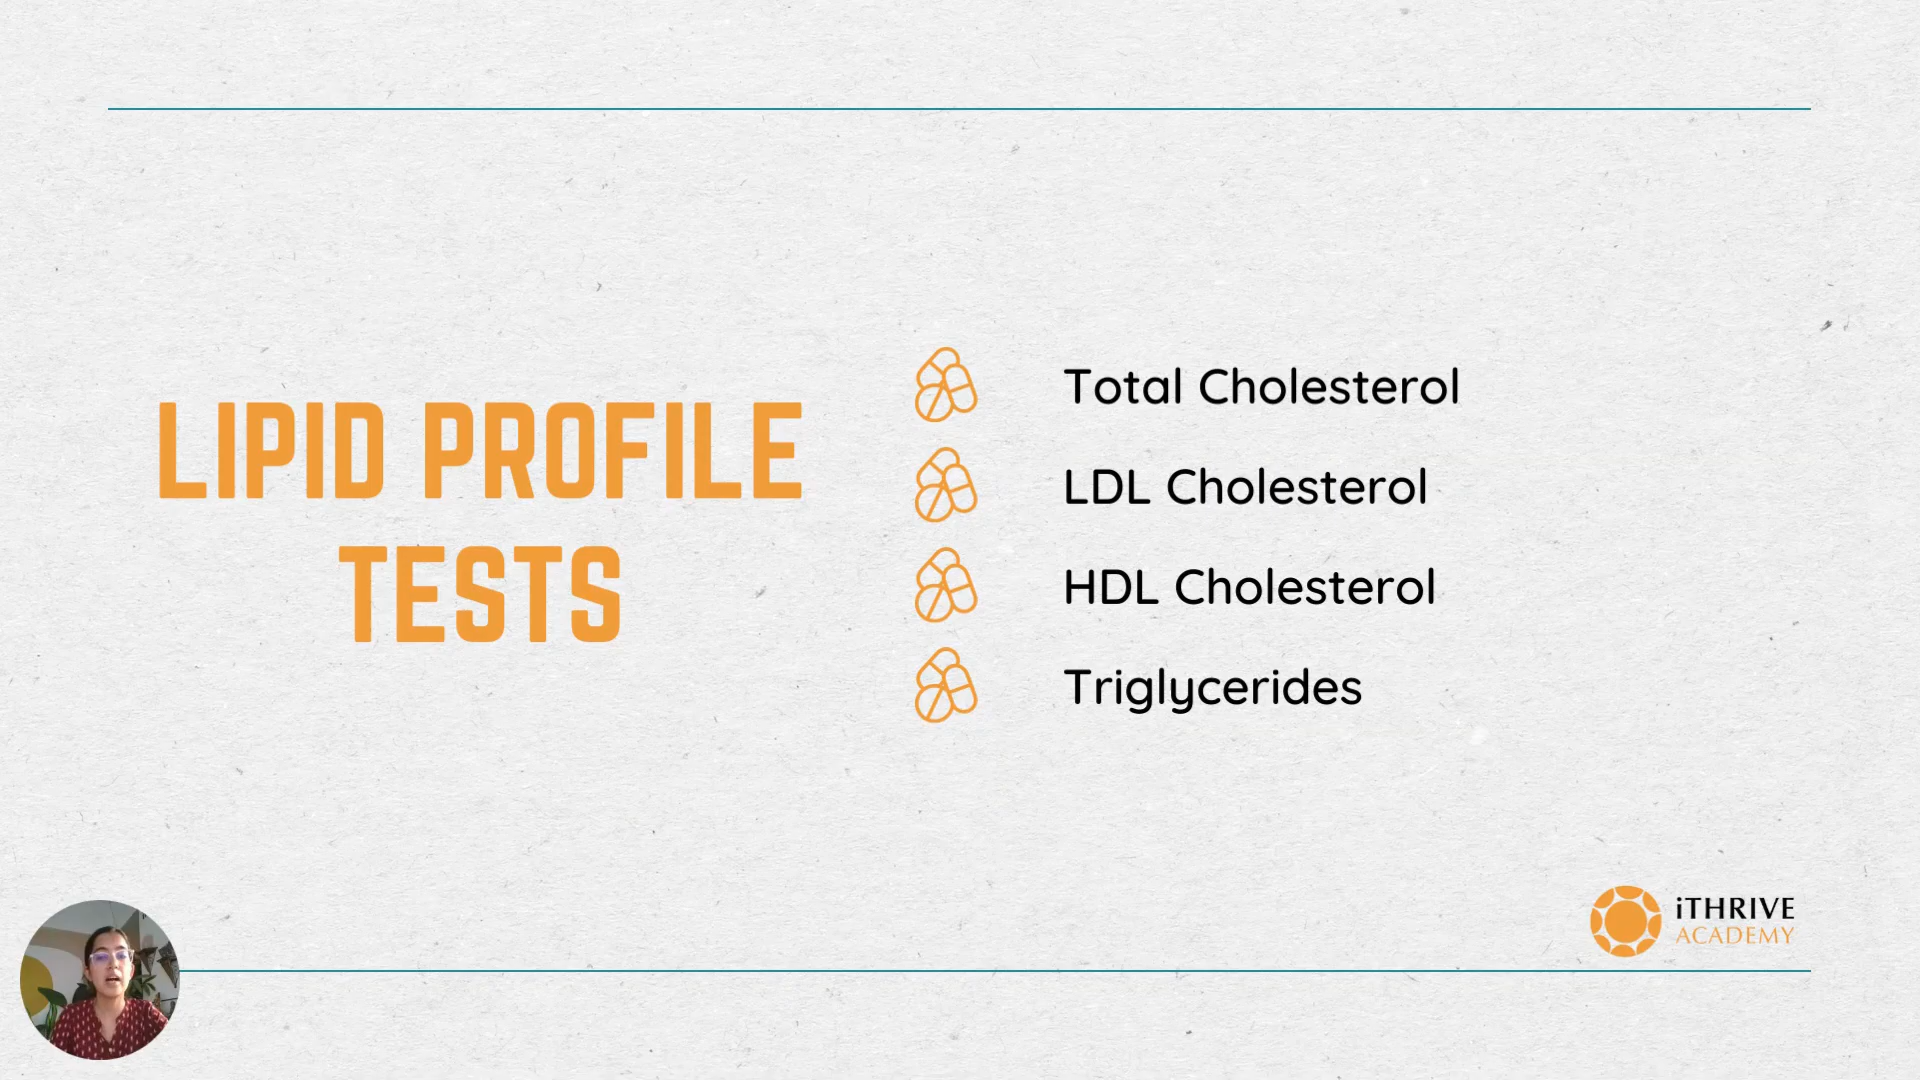 LIPID PROFILE
TESTS
Total Cholesterol
LDL Cholesterol
HDL Cholesterol
Triglycerides
iTHRIVE
ACADEMY